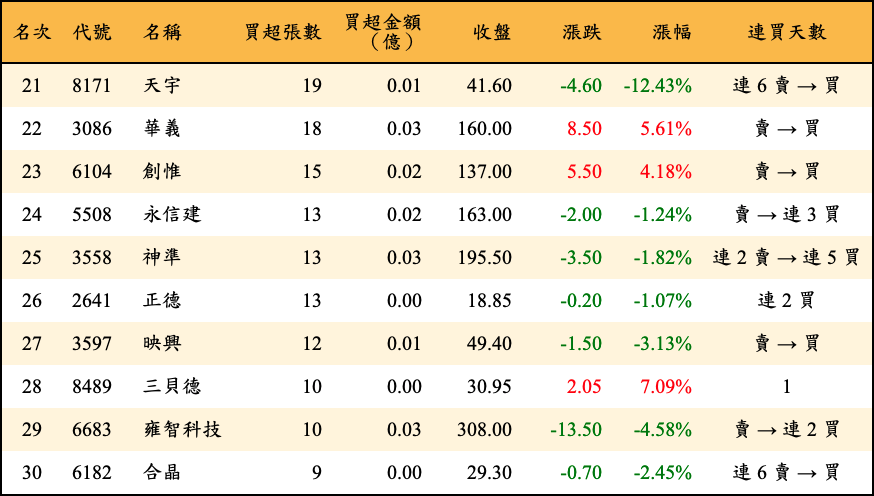 名次 代號 名稱 買超張數 買超金額（億） 收盤 漲跌 漲幅 連買天數
21 8171 天宇 19 0.01 41.60 -4.60 -12.43% 連 6 賣 → 買
22 3086 華義 18 0.03 160.00 8.50 5.61% 賣 → 買
23 6104 創惟 15 0.02 137.00 5.50 4.18% 賣 → 買
24 5508 永信建 13 0.02 163.00 -2.00 -1.24% 賣 → 連 3 買
25 3558 神準 13 0.03 195.50 -3.50 -1.82% 連 2 賣 → 連 5 買
26 2641 正德 13 0.00 18.85 -0.20 -1.07% 連 2 買
27 3597 映興 12 0.01 49.40 -1.50 -3.13% 賣 → 買
28 8489 三貝德 10 0.00 30.95 2.05 7.09% 1
29 6683 雍智科技 10 0.03 308.00 -13.50 -4.58% 賣 → 連 2 買
30 6182 合晶 9 0.00 29.30 -0.70 -2.45% 連 6 賣 → 買